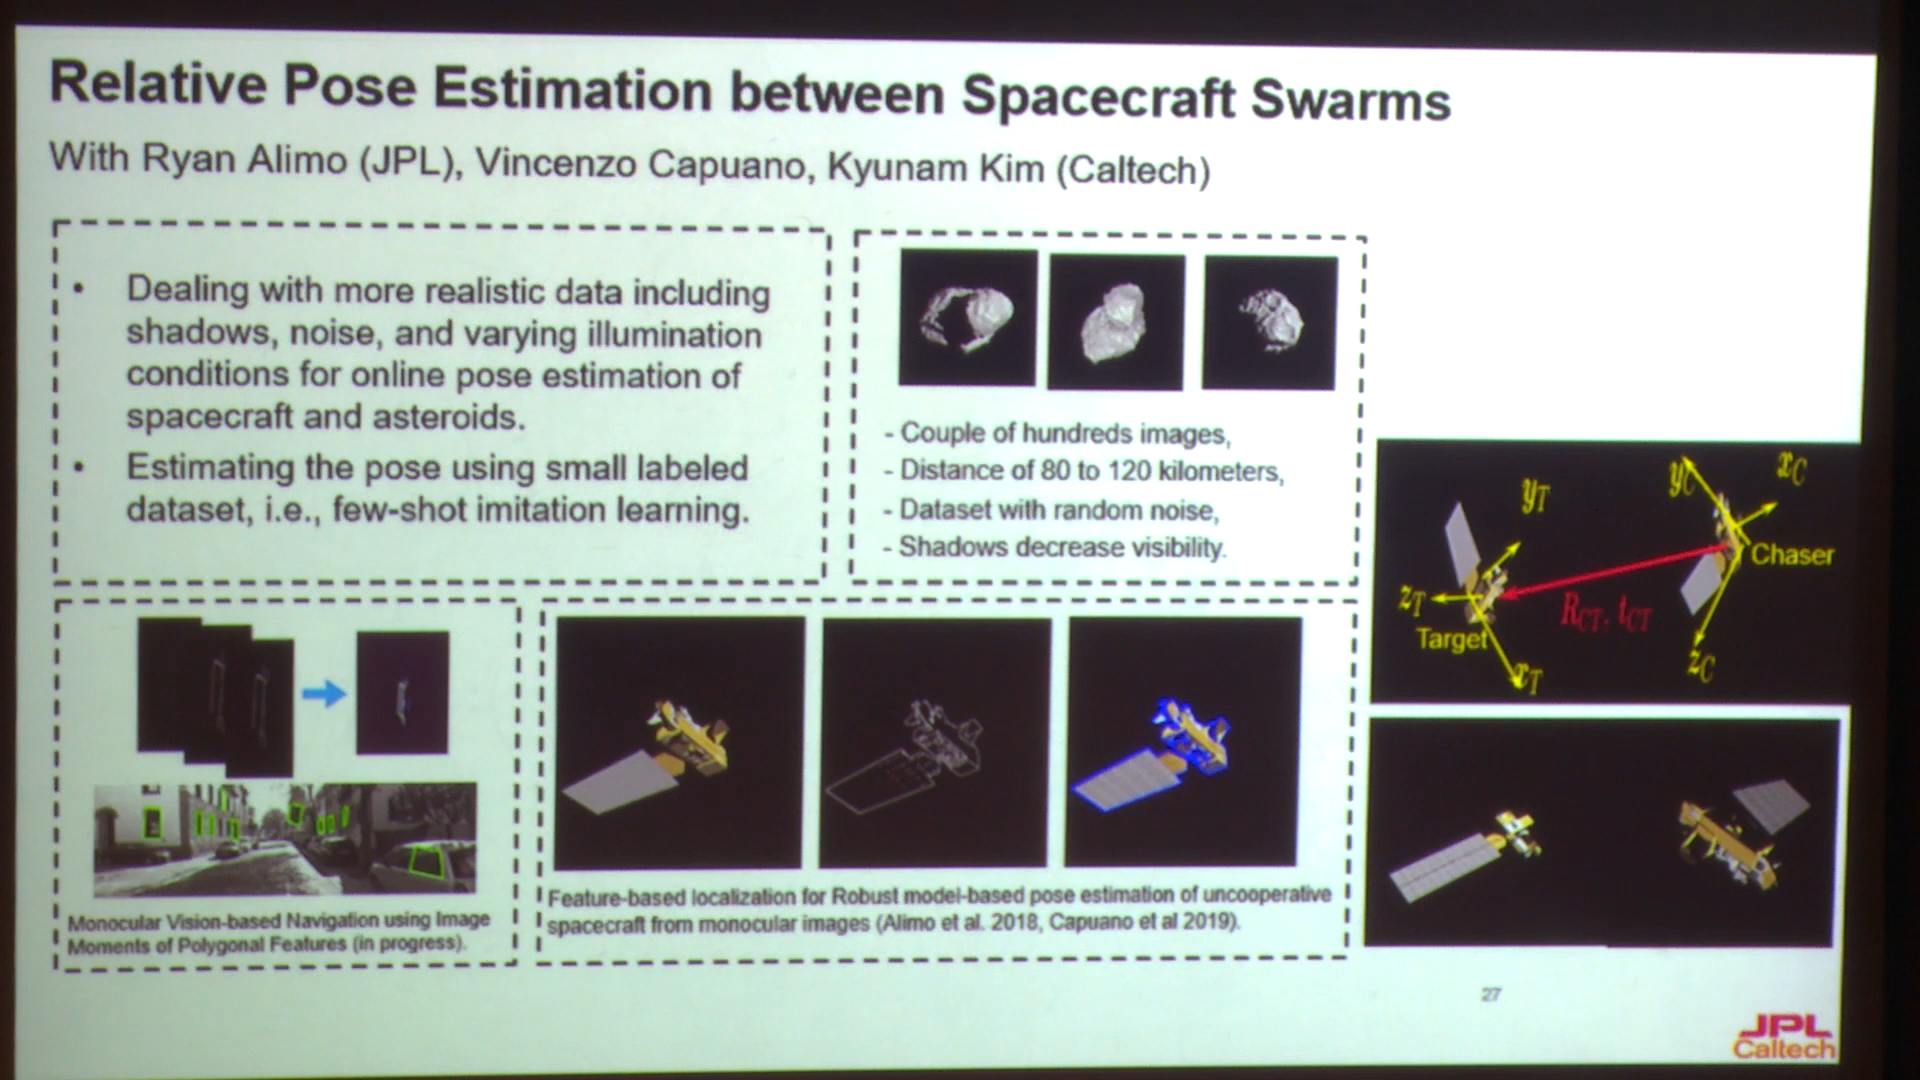 Relative Pose Estimation between Spacecraft Swarms
With Ryan Alimo (JPL), Vincenzo Capuano, Kyunam Kim (Caltech)
• Dealing with more realistic data including
shadows, noise, and varying illumination
conditions for online pose estimation of
spacecraft and asteroids.
• Estimating the pose using small labeled
dataset, i.e., few-shot imitation learning.
- Couple of hundreds images,
- Distance of 80 to 120 kilometers,
- Dataset with random noise,
- Shadows decrease visibility.
y_T
y_C
x_C
Chaser
z_T
R_CT, t_CT
Target
x_T
z_C
Monocular Vision-based Navigation using Image
Moments of Polygonal Features (in progress).
Feature-based localization for Robust model-based pose estimation of uncooperative
spacecraft from monocular images (Alimo et al. 2018, Capuano et al 2019).
27
JPL
Caltech